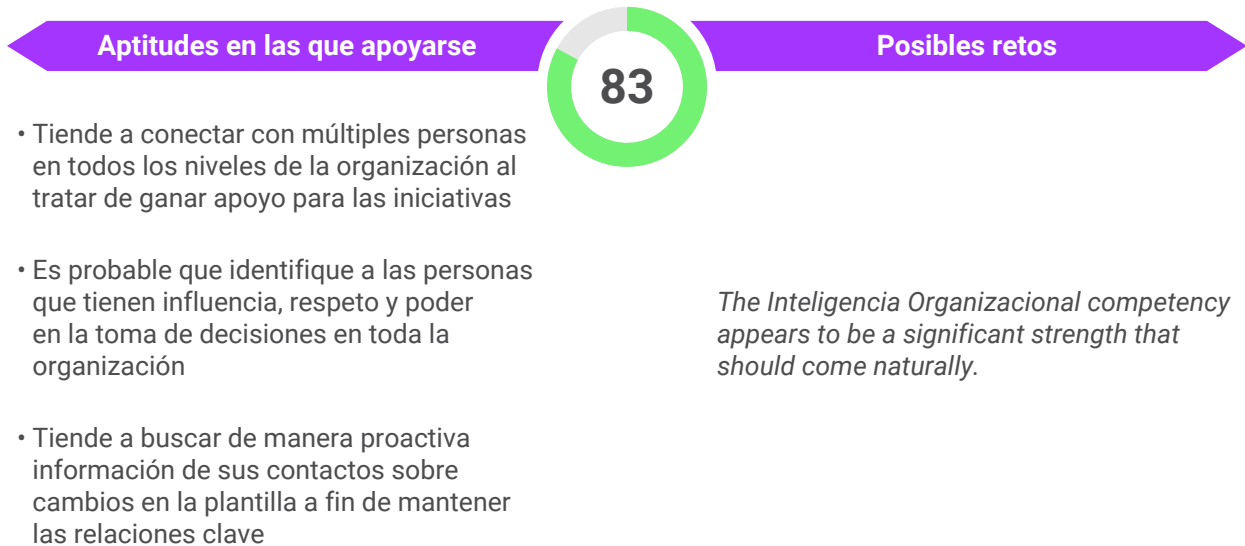 Aptitudes en las que apoyarse
83
Posibles retos
• Tiende a conectar con múltiples personas
en todos los niveles de la organización al
tratar de ganar apoyo para las iniciativas
• Es probable que identifique a las personas
que tienen influencia, respeto y poder
en la toma de decisiones en toda la
organización
• Tiende a buscar de manera proactiva
información de sus contactos sobre
cambios en la plantilla a fin de mantener
las relaciones clave
The Inteligencia Organizacional competency
appears to be a significant strength that
should come naturally.